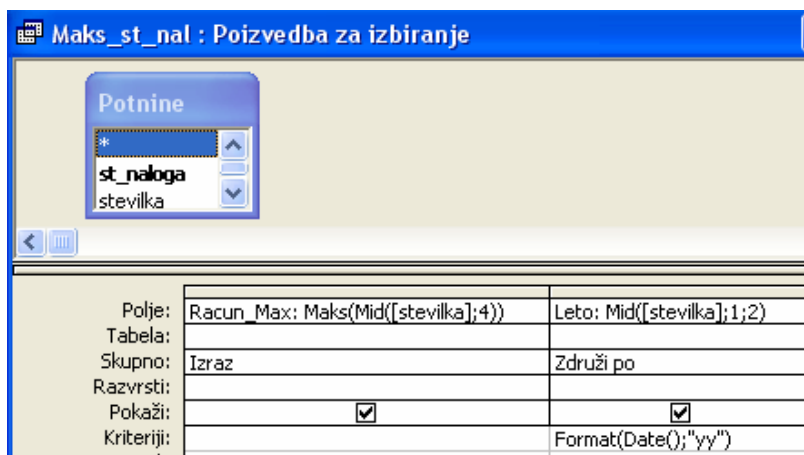 Maks_st_nal : Poizvedba za izbiranje
Potnine
*
st_naloga
stevilka
Polje: Racun_Max: Maks(Mid([stevilka];4)) Leto: Mid([stevilka];1;2)
Tabela:
Skupno: Izraz Združi po
Razvrsti:
Pokaži:
Kriteriji: Format(Date();"yy")